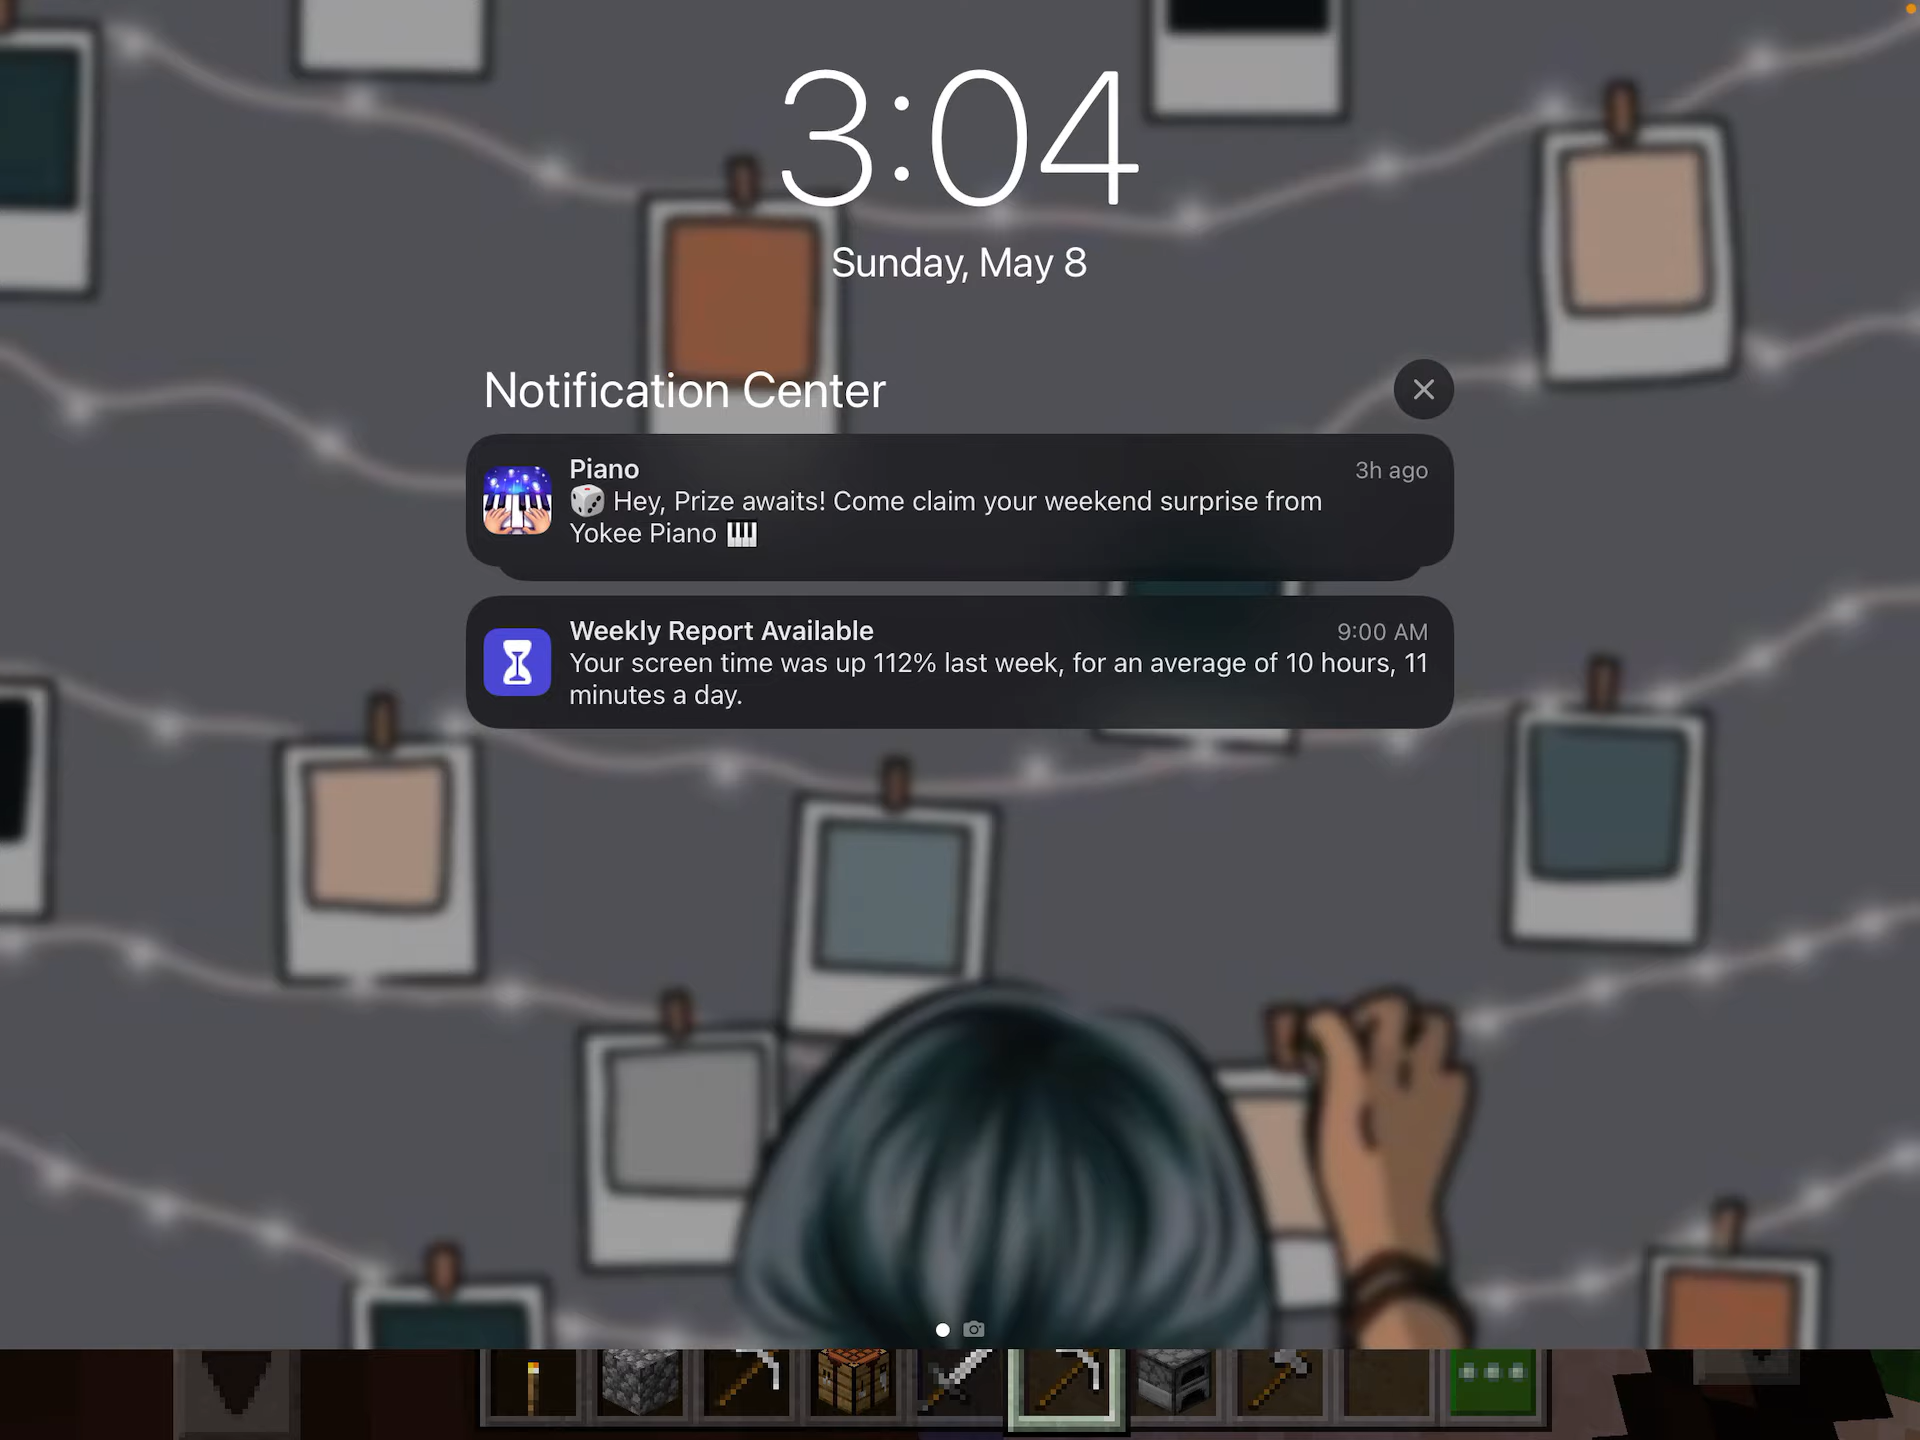 3:04
Sunday, May 8
Notification Center
Piano
3h ago
🎲 Hey, Prize awaits! Come claim your weekend surprise from
Yokee Piano 🎹
Weekly Report Available
9:00 AM
Your screen time was up 112% last week, for an average of 10 hours, 11
minutes a day.